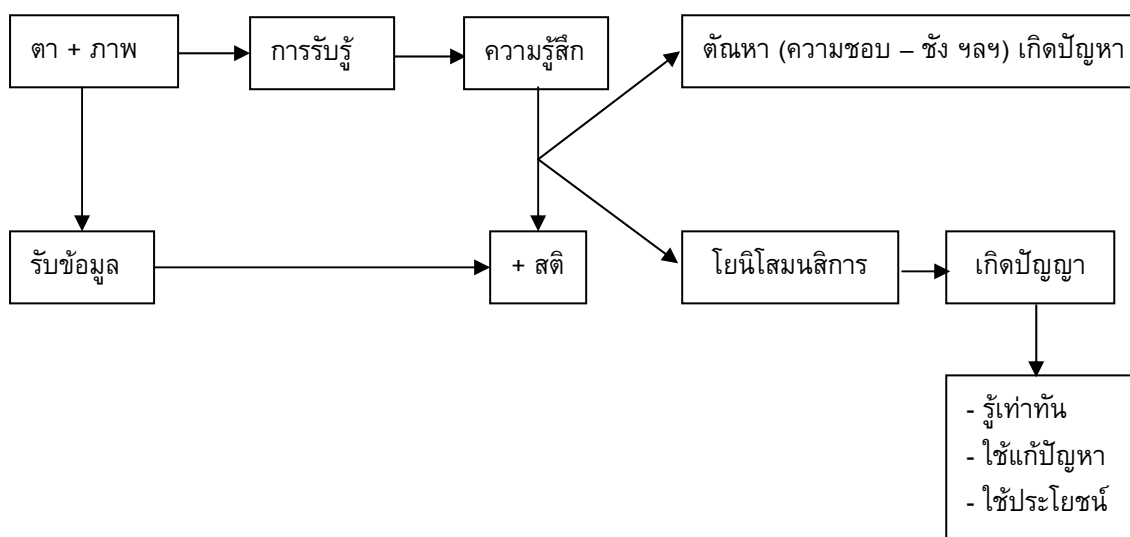 ตา + ภาพ
การรับรู้
ความรู้สึก
ตัณหา (ความชอบ – ชัง ฯลฯ) เกิดปัญหา
รับข้อมูล
+ สติ
โยนิโสมนสิการ
เกิดปัญญา
- รู้เท่าทัน
- ใช้แก้ปัญหา
- ใช้ประโยชน์